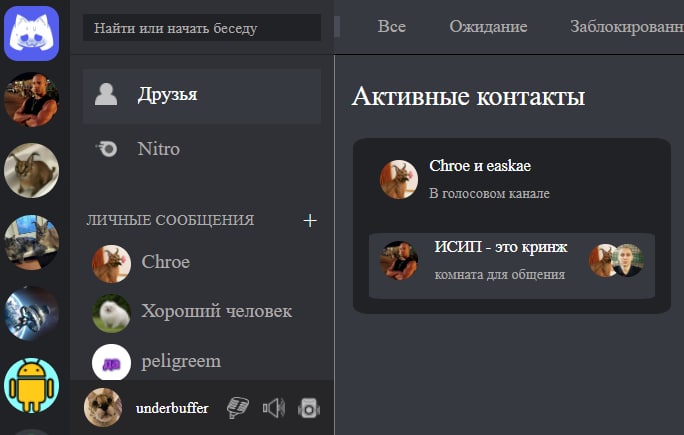 Найти или начать беседу
Все
Ожидание
Заблокированн
Друзья
Nitro
ЛИЧНЫЕ СООБЩЕНИЯ
Chroe
Хороший человек
peligreem
да
underbuffer
Активные контакты
Chroe и easkae
В голосовом канале
ИСИП - это кринж
комната для общения